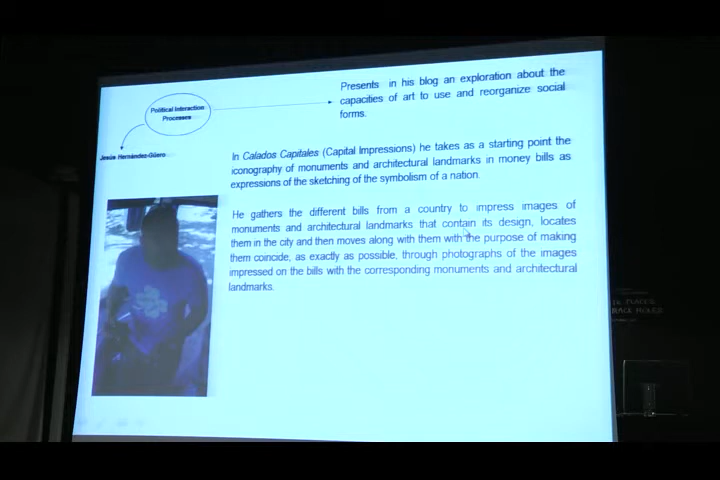 Presents in his blog an exploration about the
capacities of art to use and reorganize social
forms.
Political Interaction
Processes
Jesús Hernández-Güero
In Calados Capitales (Capital Impressions) he takes as a starting point the
iconography of monuments and architectural landmarks in money bills as
expressions of the sketching of the symbolism of a nation.
He gathers the different bills from a country to impress images of
monuments and architectural landmarks that contain its design, locates
them in the city and then moves along with them with the purpose of making
them coincide, as exactly as possible, through photographs of the images
impressed on the bills with the corresponding monuments and architectural
landmarks.